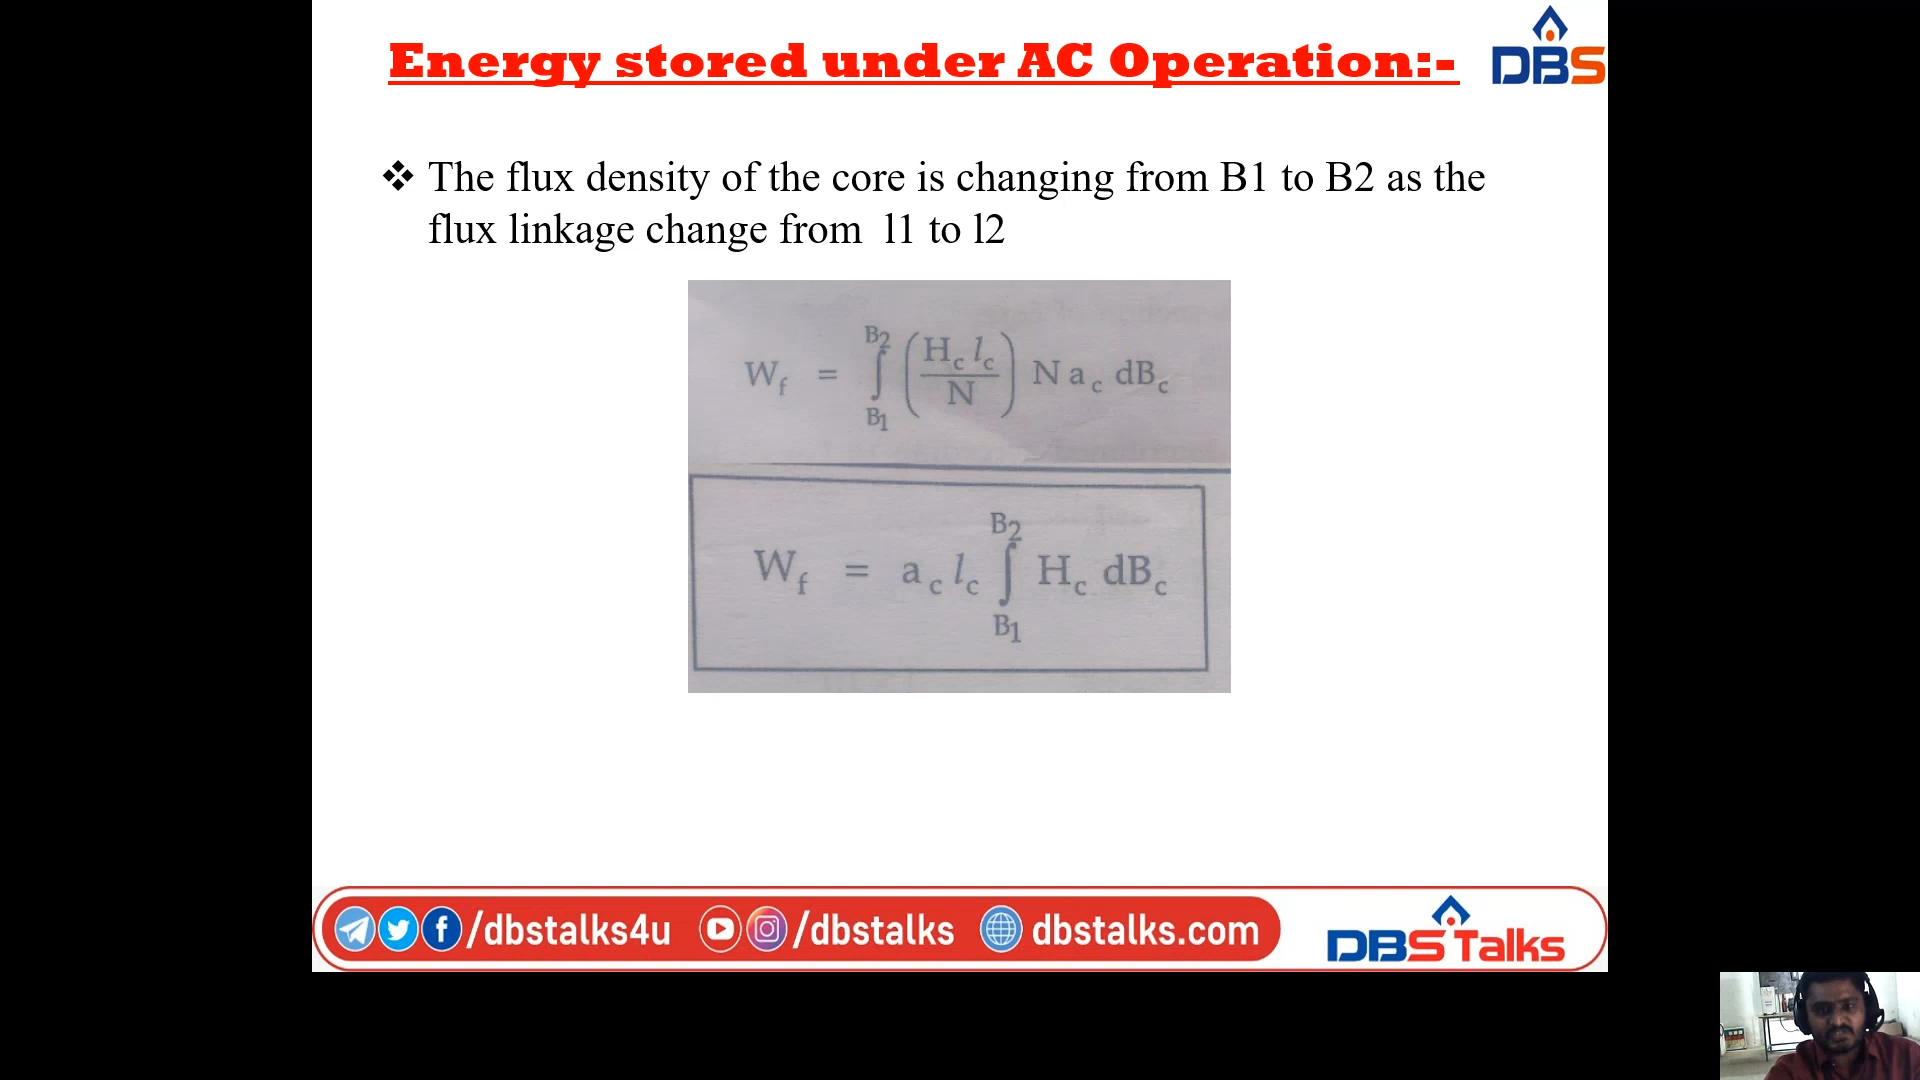 Energy stored under AC Operation:-
DBS
❖ The flux density of the core is changing from B1 to B2 as the
flux linkage change from l1 to l2
W_f = ∫_{B1}^{B2} (H_c l_c / N) N a_c dB_c
W_f = a_c l_c ∫_{B1}^{B2} H_c dB_c
/dbstalks4u /dbstalks dbstalks.com DBS Talks